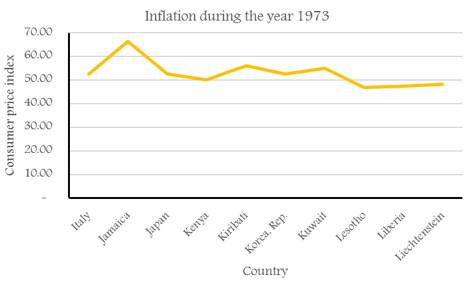 Inflation during the year 1973
Consumer price index
70.00
60.00
50.00
40.00
30.00
20.00
10.00
-
Italy
Jamaica
Japan
Kenya
Kiribati
Korea, Rep.
Kuwait
Lesotho
Liberia
Liechtenstein
Country